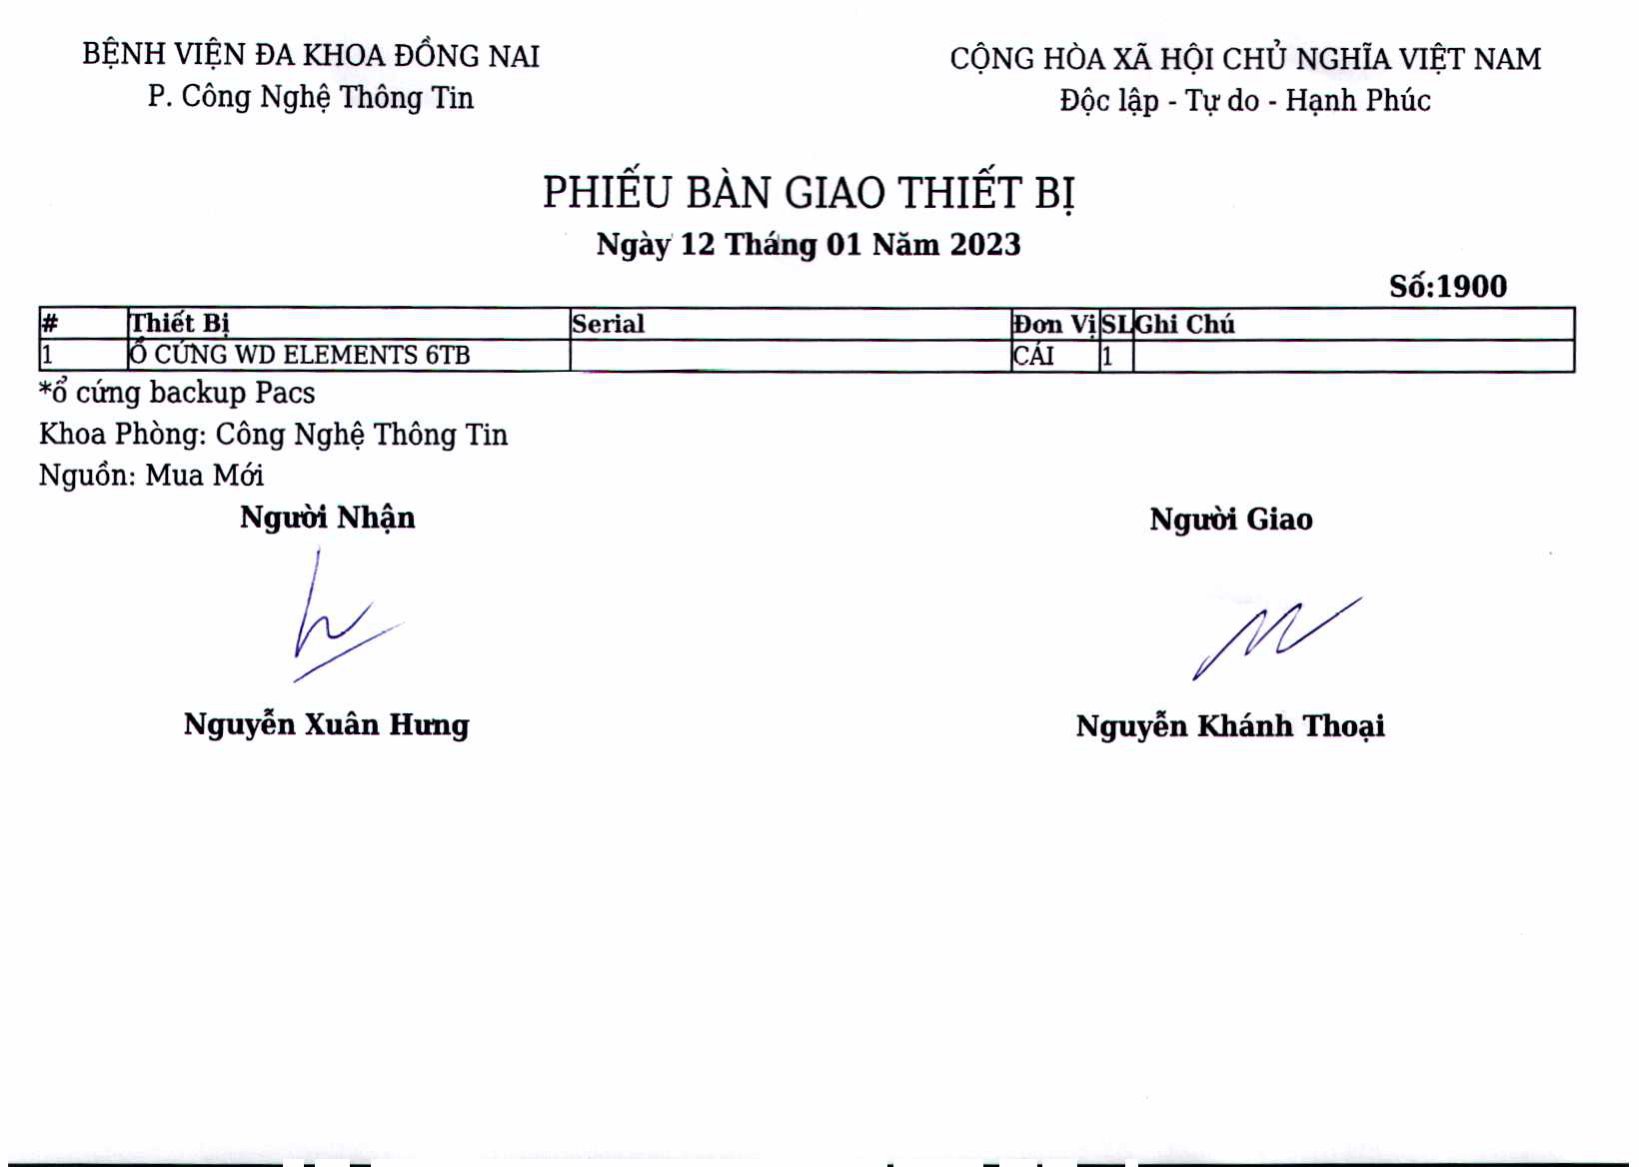 BỆNH VIỆN ĐA KHOA ĐỒNG NAI
P. Công Nghệ Thông Tin
CỘNG HÒA XÃ HỘI CHỦ NGHĨA VIỆT NAM
Độc lập - Tự do - Hạnh Phúc
PHIẾU BÀN GIAO THIẾT BỊ
Ngày 12 Tháng 01 Năm 2023
Số:1900
# Thiết Bị Serial Đơn Vị SL Ghi Chú
1 Ổ CỨNG WD ELEMENTS 6TB CÁI 1
*ổ cứng backup Pacs
Khoa Phòng: Công Nghệ Thông Tin
Nguồn: Mua Mới
Người Nhận Người Giao
Nguyễn Xuân Hưng Nguyễn Khánh Thoại